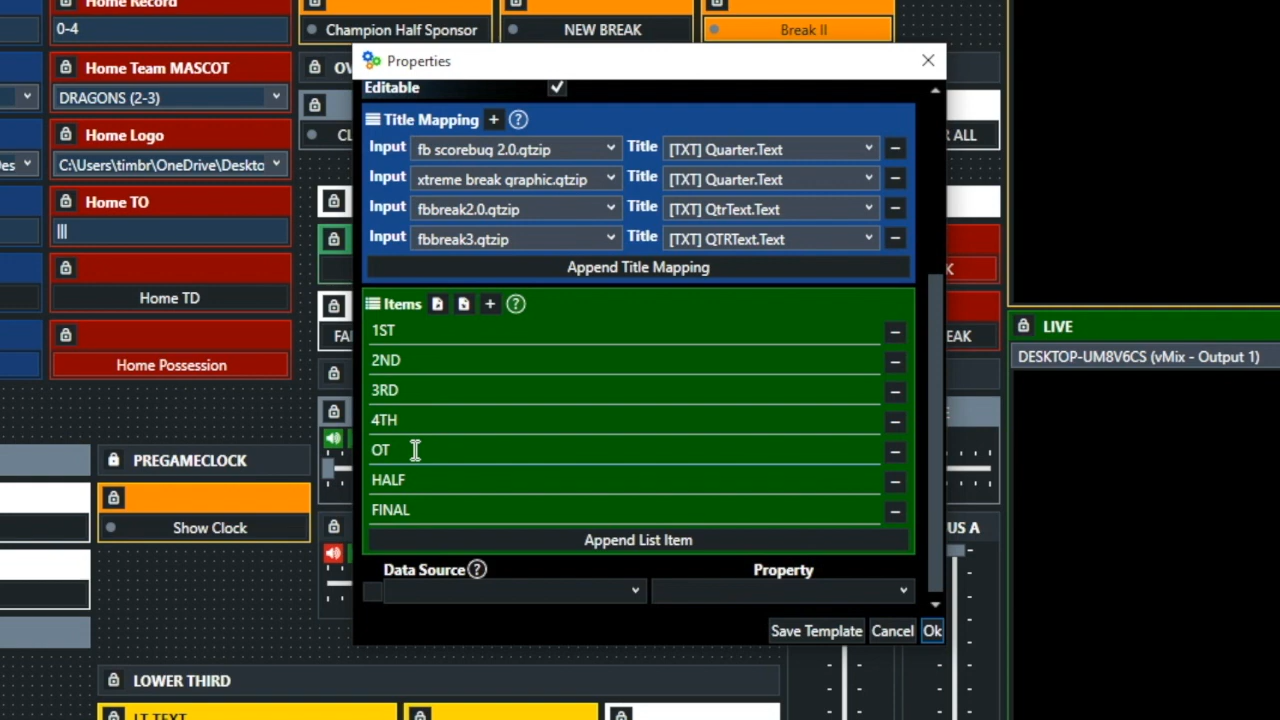 Home Record
0-4
Champion Half Sponsor
NEW BREAK
Break II
Home Team MASCOT
DRAGONS (2-3)
Home Logo
C:\Users\timbr\OneDrive\Deskto
Home TO
|||
Home TD
Home Possession
PREGAMECLOCK
Show Clock
LOWER THIRD
LT TEXT
Properties
Editable
Title Mapping
Input fb scorebug 2.0.gtzip Title [TXT] Quarter.Text
Input xtreme break graphic.gtzip Title [TXT] Quarter.Text
Input fbbreak2.0.gtzip Title [TXT] QtrText.Text
Input fbbreak3.gtzip Title [TXT] QTRText.Text
Append Title Mapping
Items
1ST
2ND
3RD
4TH
OT
HALF
FINAL
Append List Item
Data Source
Property
Save Template
Cancel
Ok
ALL
EAK
US A
LIVE
DESKTOP-UM8V6CS (vMix - Output 1)